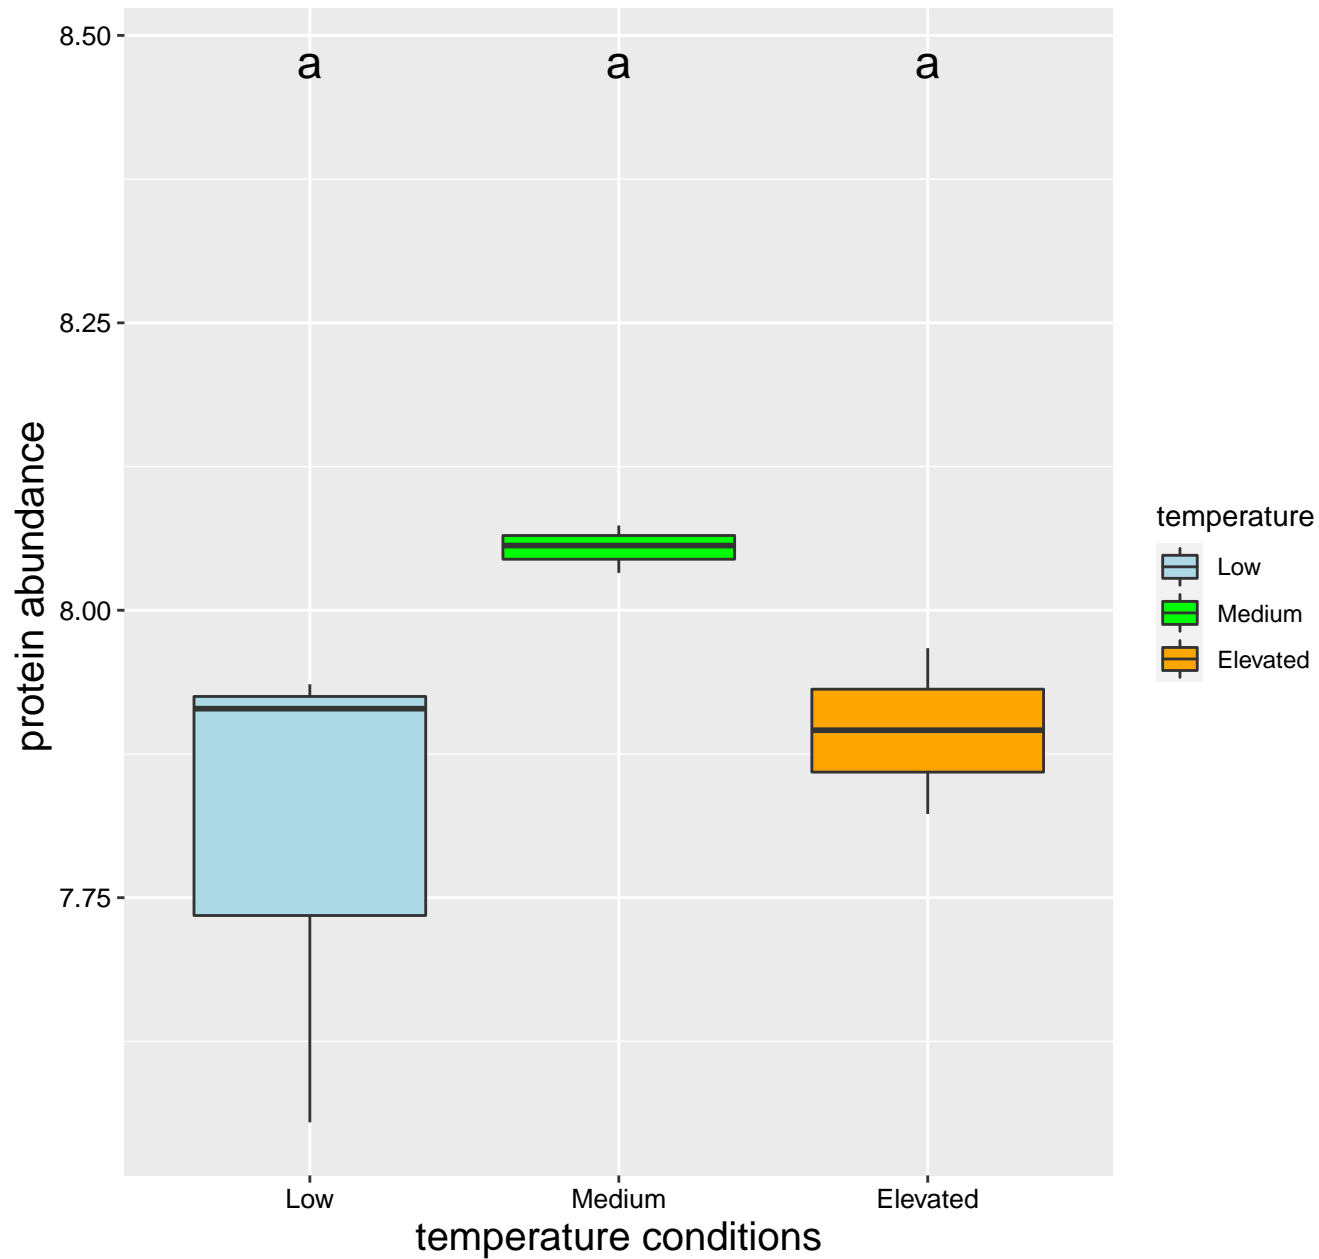 8.50
8.25
8.00
7.75
protein abundance
a a a
Low Medium Elevated
temperature conditions
temperature
Low
Medium
Elevated